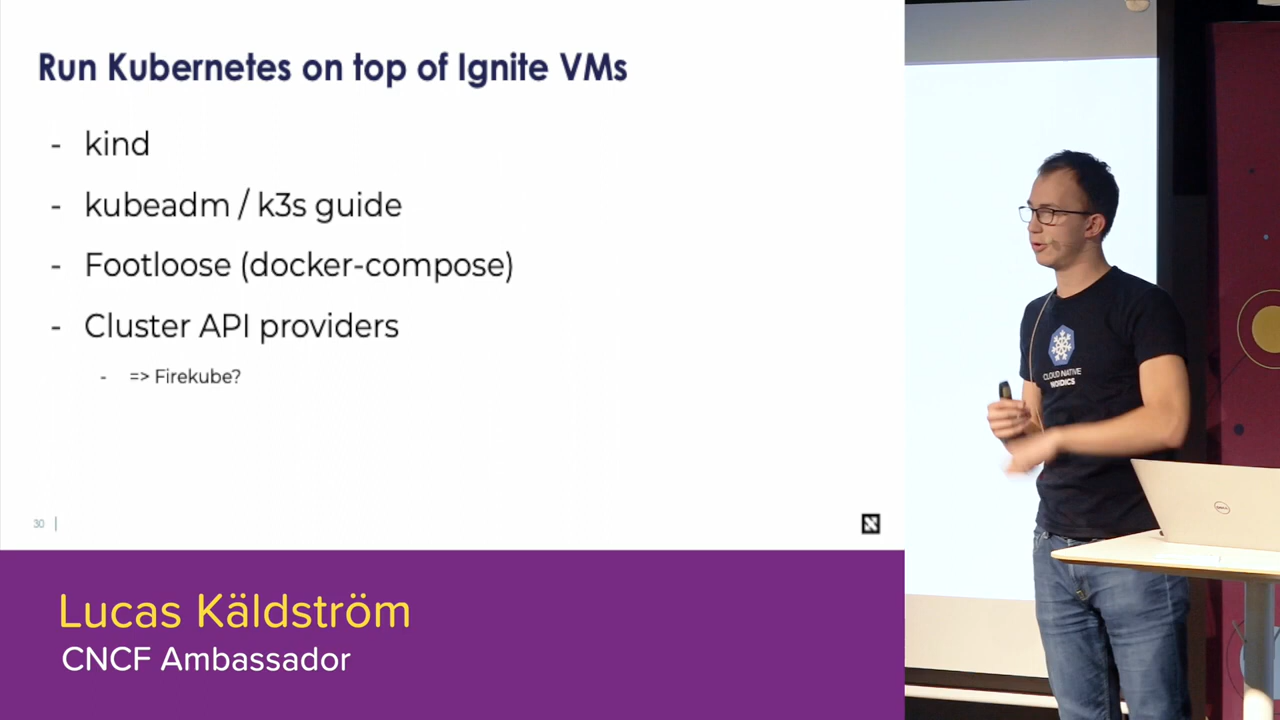 Run Kubernetes on top of Ignite VMs
- kind
- kubeadm / k3s guide
- Footloose (docker-compose)
- Cluster API providers
- => Firekube?
30
Lucas Käldström
CNCF Ambassador
CLOUD NATIVE
NORDICS
DELL